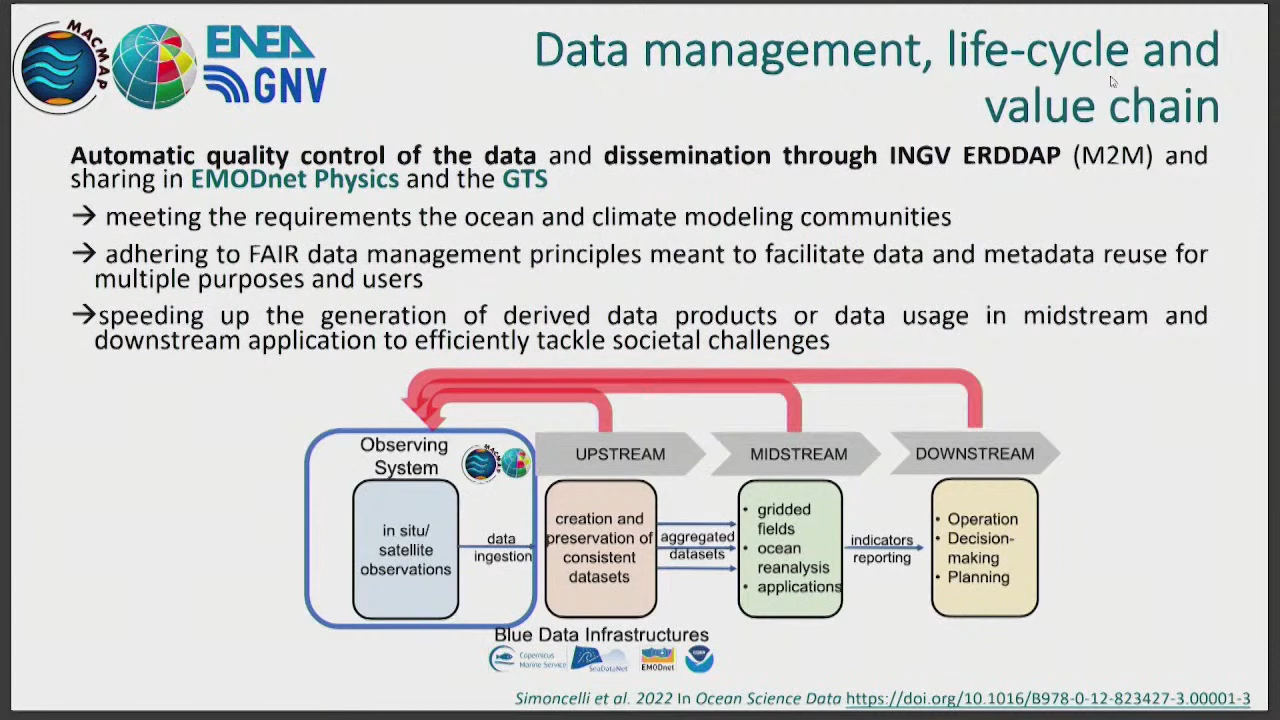 MACMAP
ENEA
GNV
Data management, life-cycle and
value chain
Automatic quality control of the data and dissemination through INGV ERDDAP (M2M) and
sharing in EMODnet Physics and the GTS
→ meeting the requirements the ocean and climate modeling communities
→ adhering to FAIR data management principles meant to facilitate data and metadata reuse for
multiple purposes and users
→speeding up the generation of derived data products or data usage in midstream and
downstream application to efficiently tackle societal challenges
Observing
System
MACMAP
UPSTREAM
MIDSTREAM
DOWNSTREAM
in situ/
satellite
observations
data
ingestion
creation and
preservation of
consistent
datasets
aggregated
datasets
• gridded
fields
• ocean
reanalysis
• applications
indicators
reporting
• Operation
• Decision-
making
• Planning
Blue Data Infrastructures
Copernicus
Marine Service
SeaDataNet
EMODnet
Simoncelli et al. 2022 In Ocean Science Data https://doi.org/10.1016/B978-0-12-823427-3.00001-3